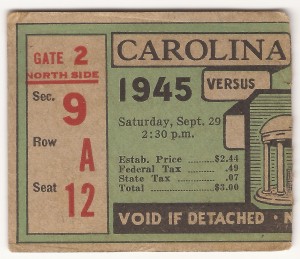 GATE 2
NORTH SIDE
Sec.
9
Row
A
Seat
12
CAROLINA
1945 VERSUS
Saturday, Sept. 29
2:30 p.m.
Estab. Price ......$2.44
Federal Tax ...... .49
State Tax ...... .07
Total ......$3.00
VOID IF DETACHED •